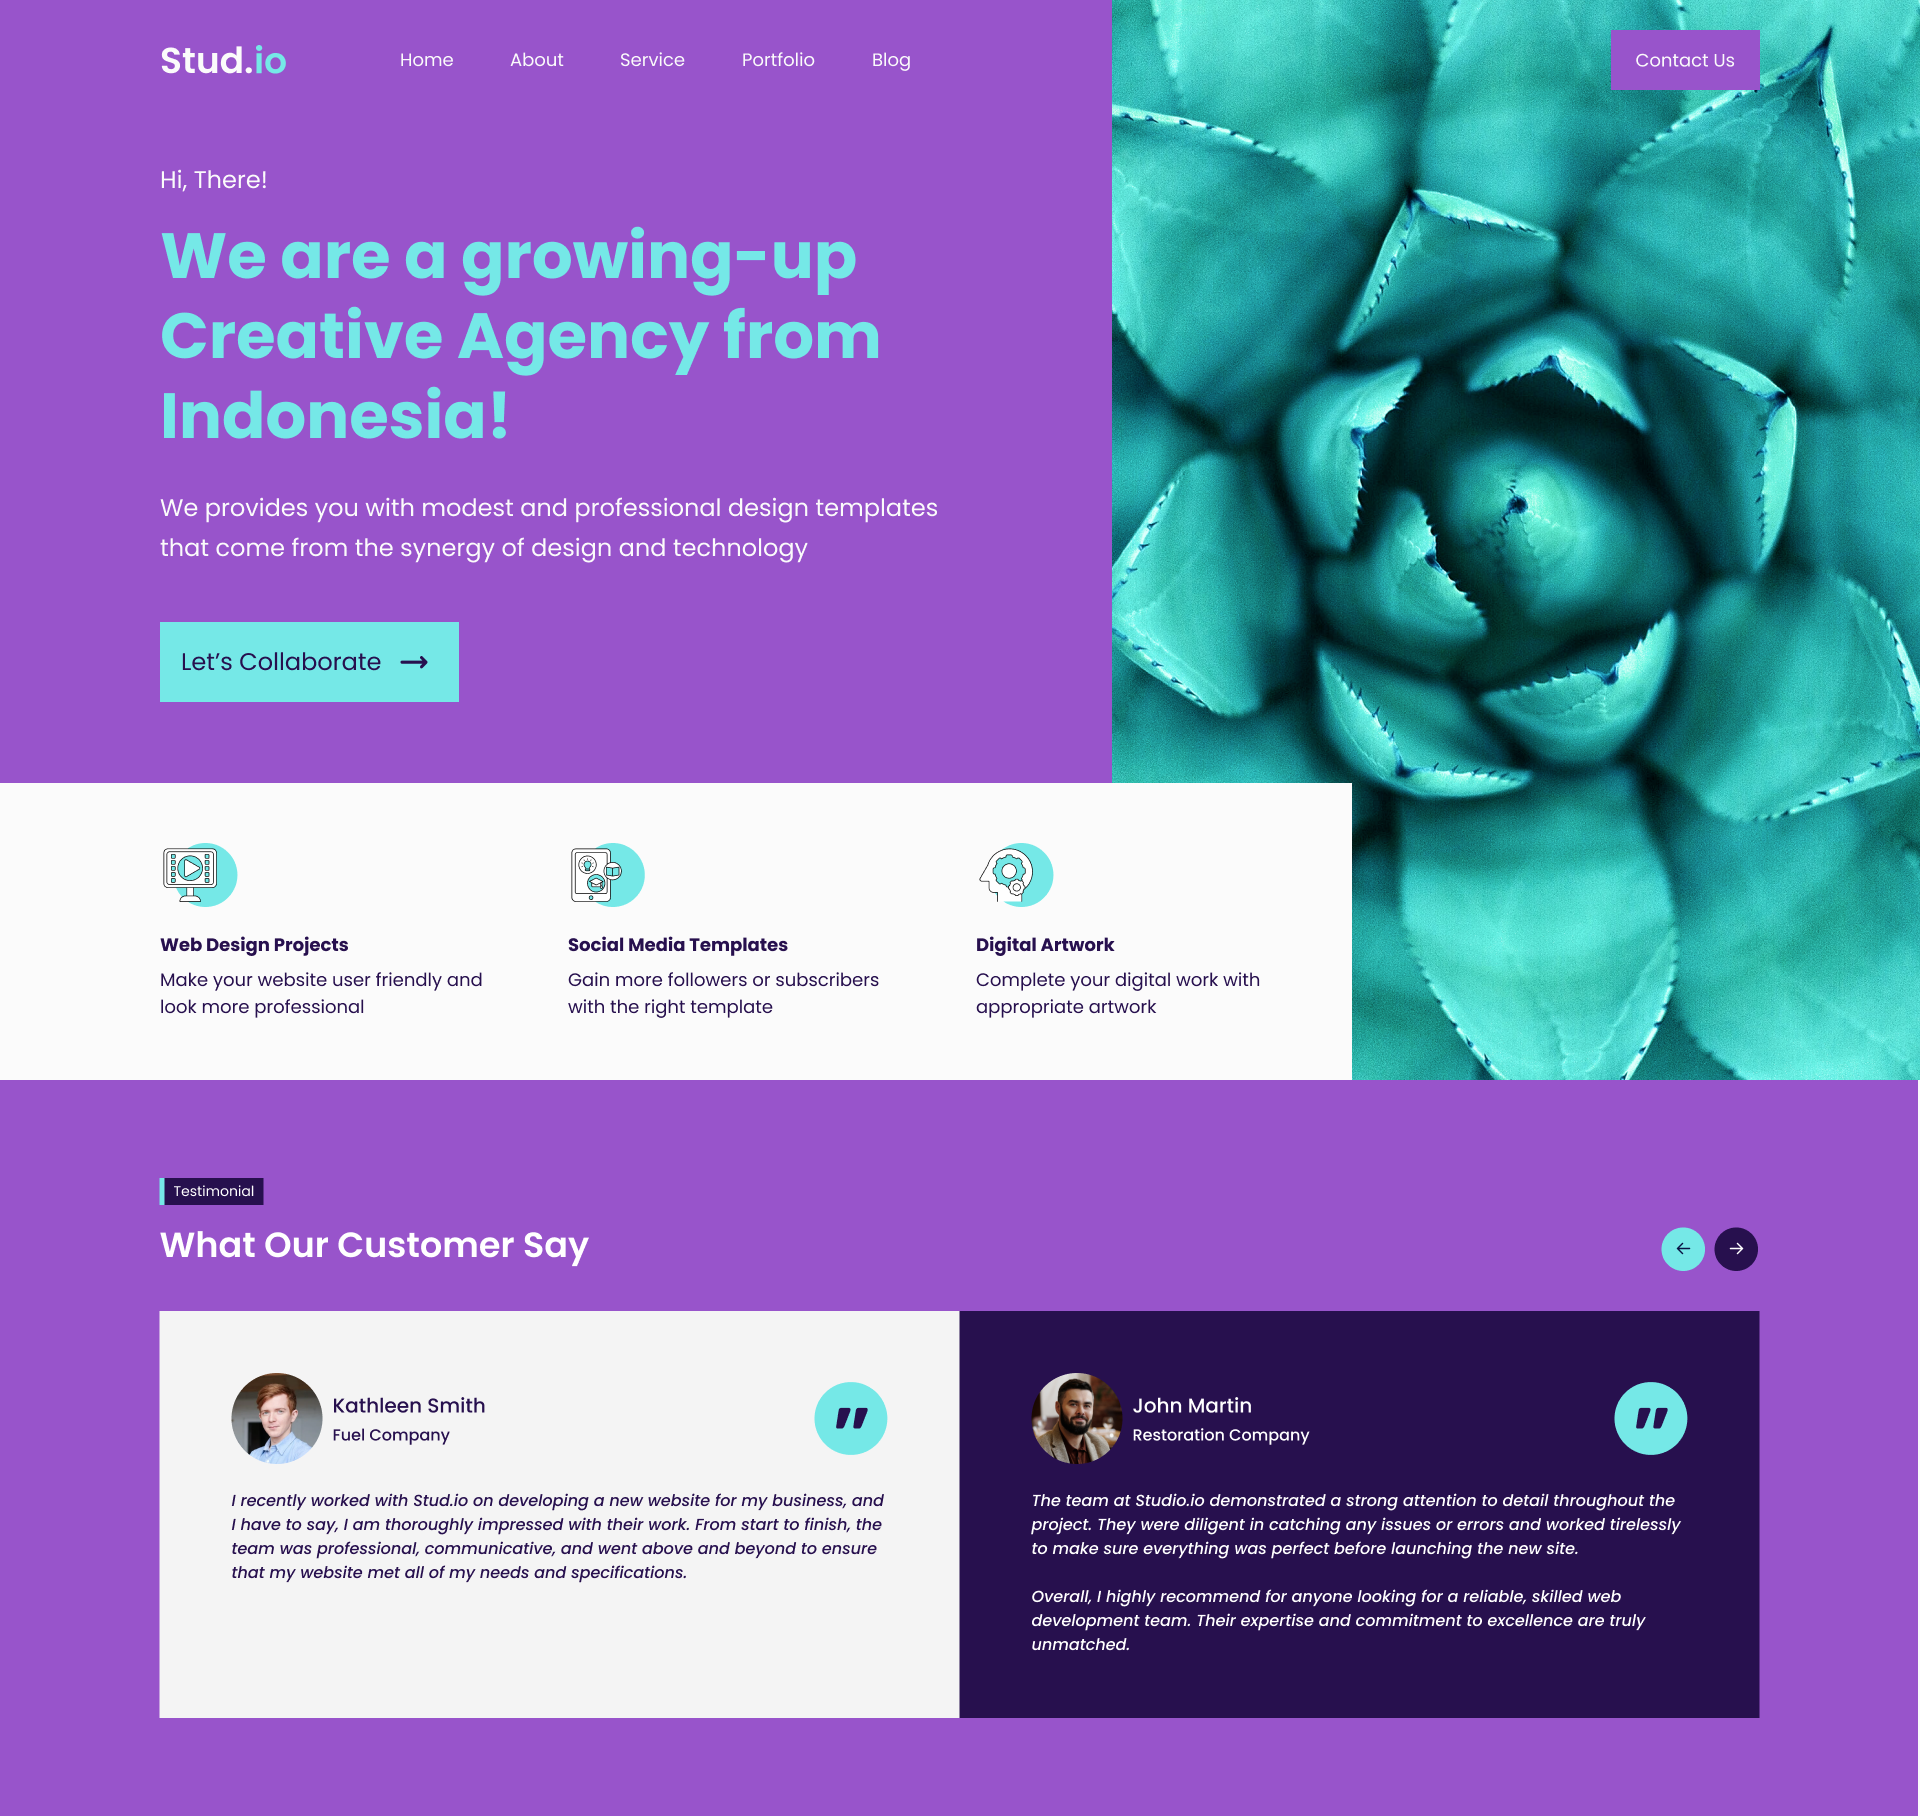 Stud.io
Home
About
Service
Portfolio
Blog
Contact Us
Hi, There!
We are a growing-up
Creative Agency from
Indonesia!
We provides you with modest and professional design templates
that come from the synergy of design and technology
Let’s Collaborate
Web Design Projects
Make your website user friendly and
look more professional
Social Media Templates
Gain more followers or subscribers
with the right template
Digital Artwork
Complete your digital work with
appropriate artwork
Testimonial
What Our Customer Say
Kathleen Smith
Fuel Company
I recently worked with Stud.io on developing a new website for my business, and
I have to say, I am thoroughly impressed with their work. From start to finish, the
team was professional, communicative, and went above and beyond to ensure
that my website met all of my needs and specifications.
John Martin
Restoration Company
The team at Studio.io demonstrated a strong attention to detail throughout the
project. They were diligent in catching any issues or errors and worked tirelessly
to make sure everything was perfect before launching the new site.
Overall, I highly recommend for anyone looking for a reliable, skilled web
development team. Their expertise and commitment to excellence are truly
unmatched.